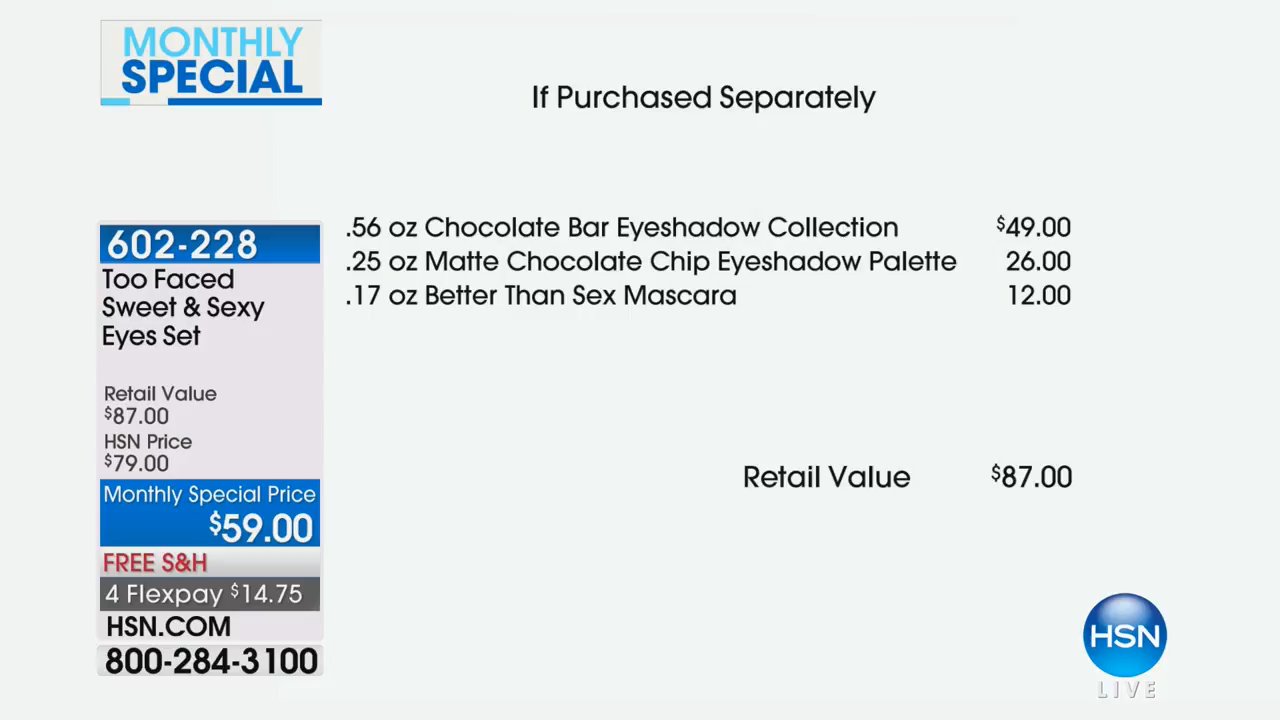 MONTHLY
SPECIAL
If Purchased Separately
.56 oz Chocolate Bar Eyeshadow Collection $49.00
.25 oz Matte Chocolate Chip Eyeshadow Palette 26.00
.17 oz Better Than Sex Mascara 12.00
Retail Value $87.00
602-228
Too Faced
Sweet & Sexy
Eyes Set
Retail Value
$87.00
HSN Price
$79.00
Monthly Special Price
$59.00
FREE S&H
4 Flexpay $14.75
HSN.COM
800-284-3100
HSN
LIVE